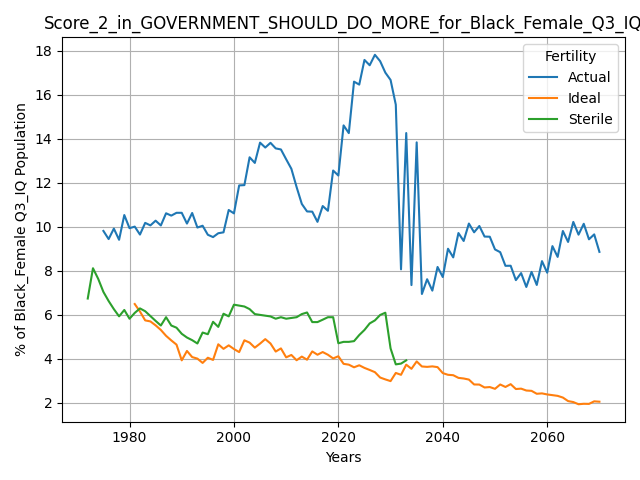 Score_2_in_GOVERNMENT_SHOULD_DO_MORE_for_Black_Female_Q3_IQ
Fertility
Actual
Ideal
Sterile
% of Black_Female Q3_IQ Population
18
16
14
12
10
8
6
4
2
1980 2000 2020 2040 2060
Years